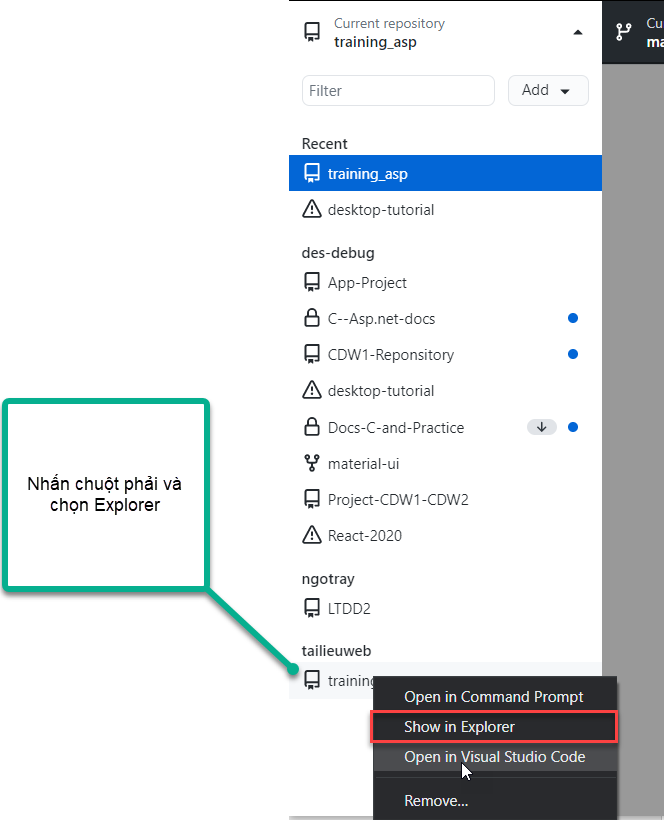 Current repository
training_asp
Cu
ma
Filter
Add
Recent
training_asp
desktop-tutorial
des-debug
App-Project
C--Asp.net-docs
CDW1-Reponsitory
desktop-tutorial
Docs-C-and-Practice
material-ui
Project-CDW1-CDW2
React-2020
ngotray
LTDD2
tailieuweb
training
Nhấn chuột phải và
chọn Explorer
Open in Command Prompt
Show in Explorer
Open in Visual Studio Code
Remove...